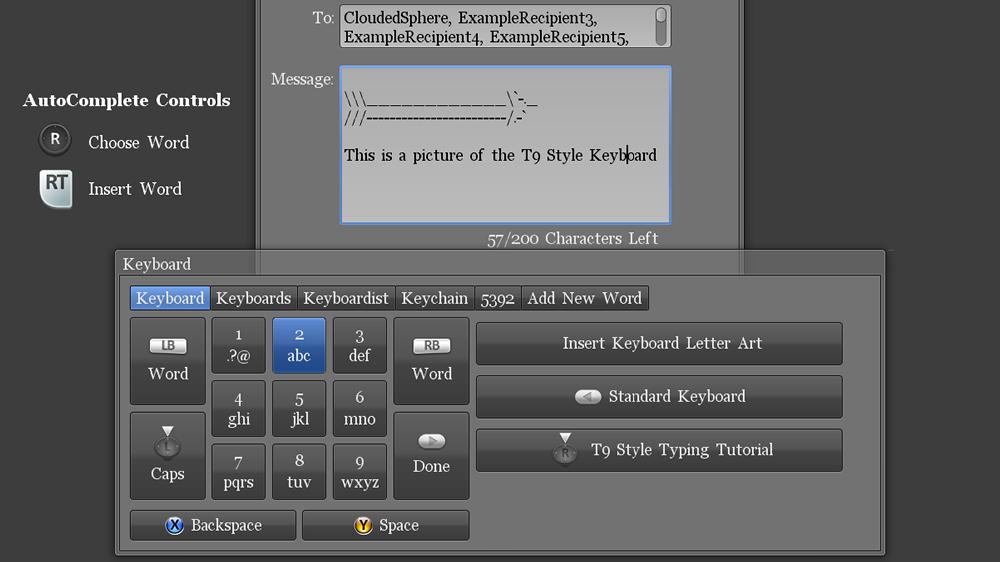 To:
CloudedSphere, ExampleRecipient3,
ExampleRecipient4, ExampleRecipient5,
AutoComplete Controls
R Choose Word
RT Insert Word
Message:
\\\_______________________\`-.__
///------------------------/.-`
This is a picture of the T9 Style Keyboard
57/200 Characters Left
Keyboard
Keyboard Keyboards Keyboardist Keychain 5392 Add New Word
LB Word
1 .?@
2 abc
3 def
RB Word
4 ghi
5 jkl
6 mno
L Caps
7 pqrs
8 tuv
9 wxyz
Done
X Backspace
Y Space
Insert Keyboard Letter Art
Standard Keyboard
R T9 Style Typing Tutorial